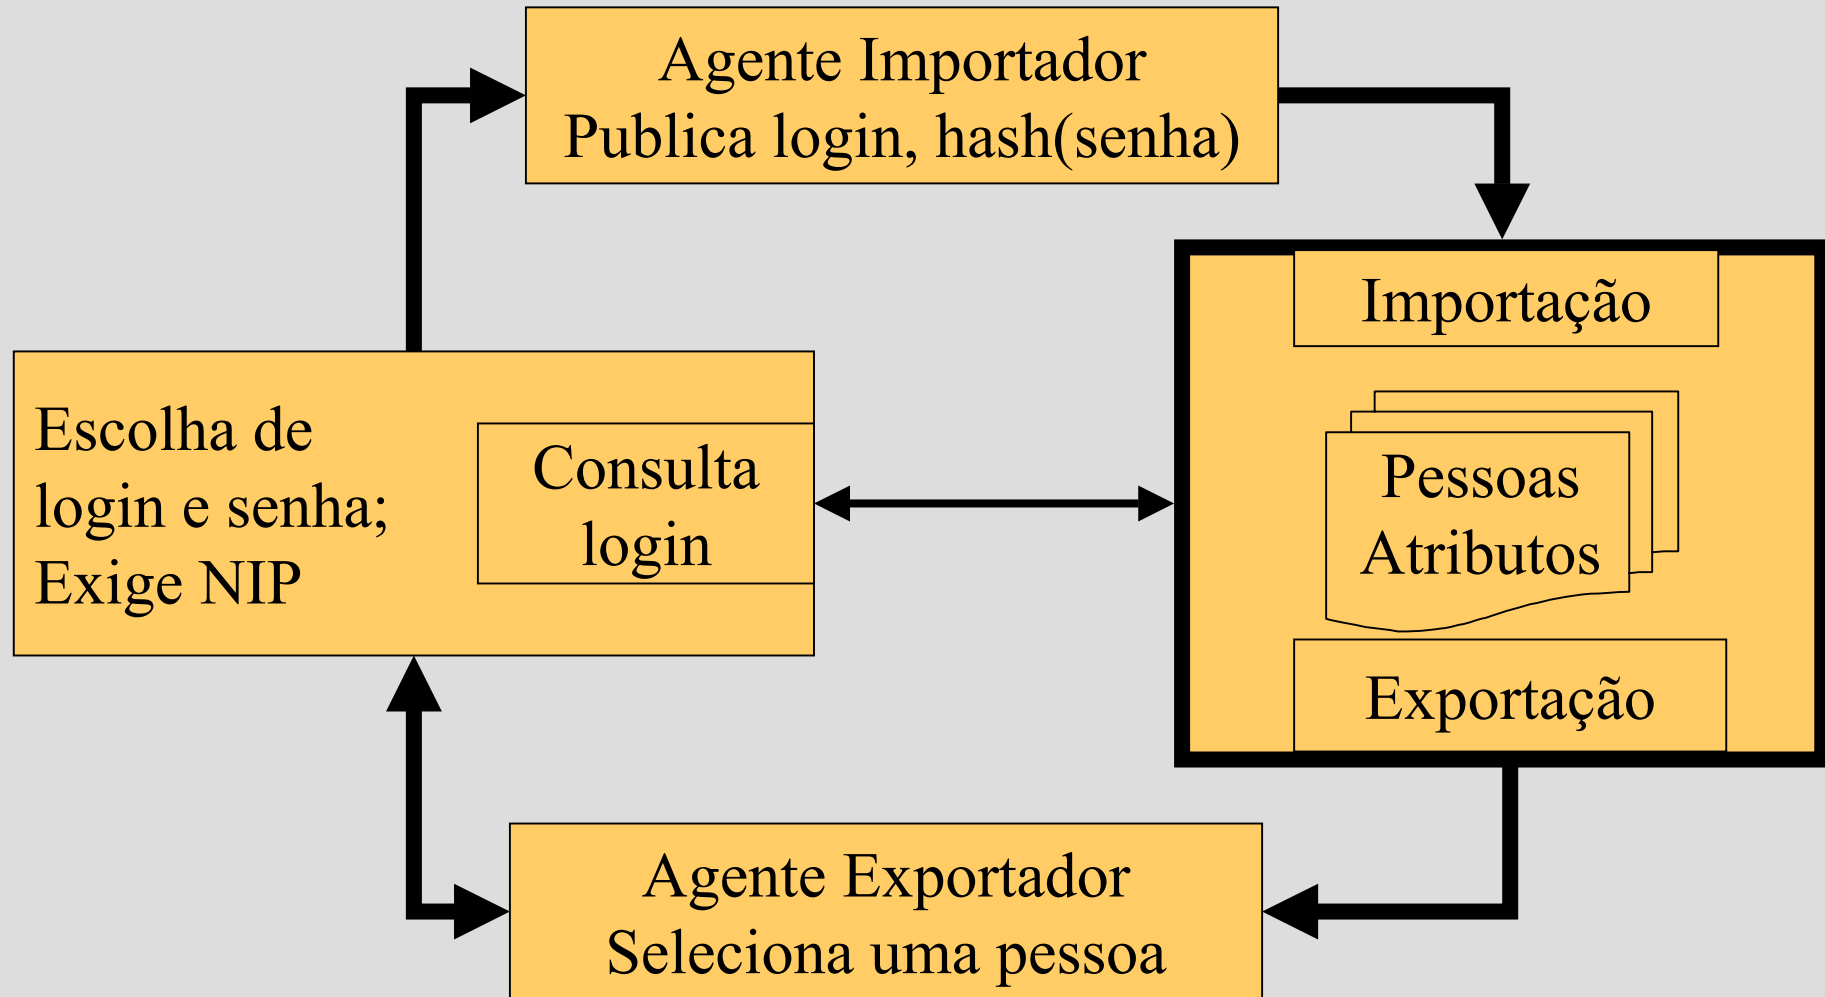 Agente Importador
Publica login, hash(senha)
Importação
Escolha de
login e senha;
Exige NIP
Consulta
login
Pessoas
Atributos
Exportação
Agente Exportador
Seleciona uma pessoa